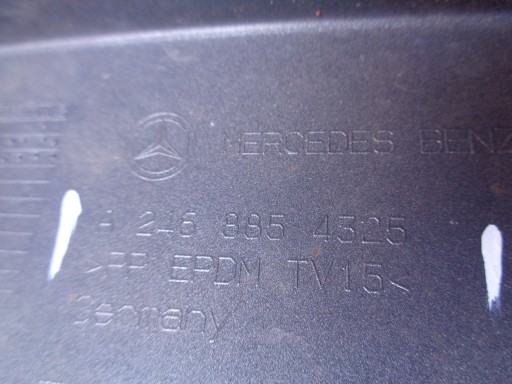 MERCEDES BENZ
A 246 885 4325
>PP EPDM TV15<
Germany